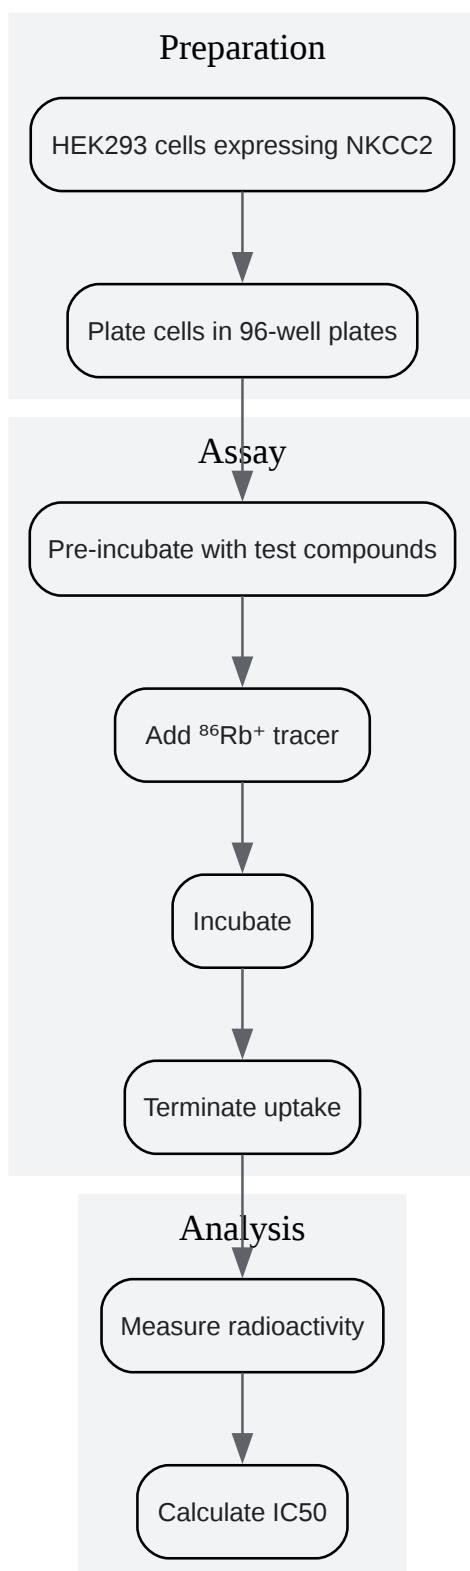 Preparation
HEK293 cells expressing NKCC2
Plate cells in 96-well plates
Assay
Pre-incubate with test compounds
Add ⁸⁶Rb⁺ tracer
Incubate
Terminate uptake
Analysis
Measure radioactivity
Calculate IC50